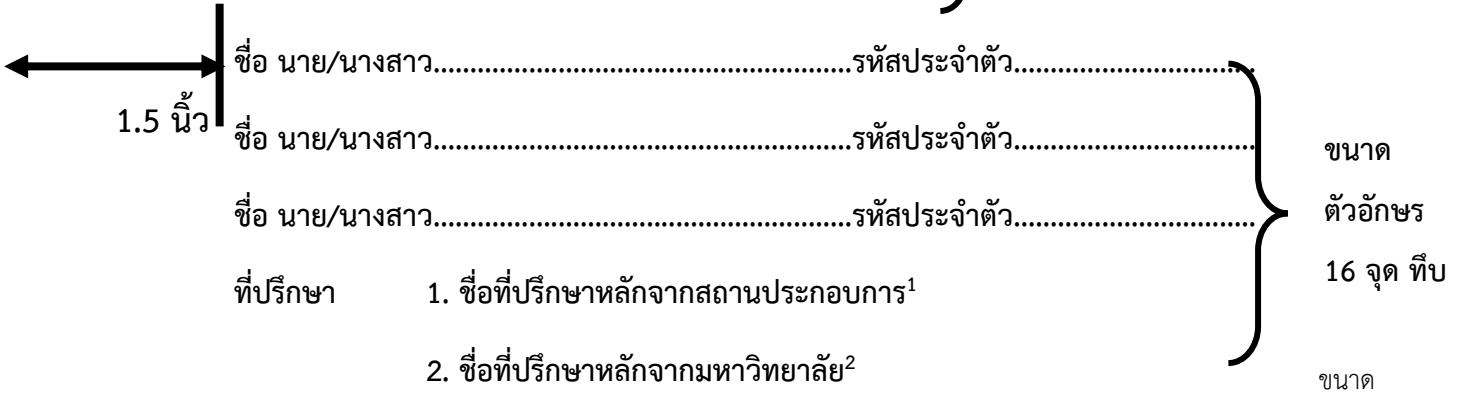 ชื่อ นาย/นางสาว.........................................................รหัสประจำตัว.................................
1.5 นิ้ว
ชื่อ นาย/นางสาว.........................................................รหัสประจำตัว.................................
ชื่อ นาย/นางสาว.........................................................รหัสประจำตัว.................................
ที่ปรึกษา 1. ชื่อที่ปรึกษาหลักจากสถานประกอบการ¹
2. ชื่อที่ปรึกษาหลักจากมหาวิทยาลัย²
ขนาด
ตัวอักษร
16 จุด ทึบ
ขนาด